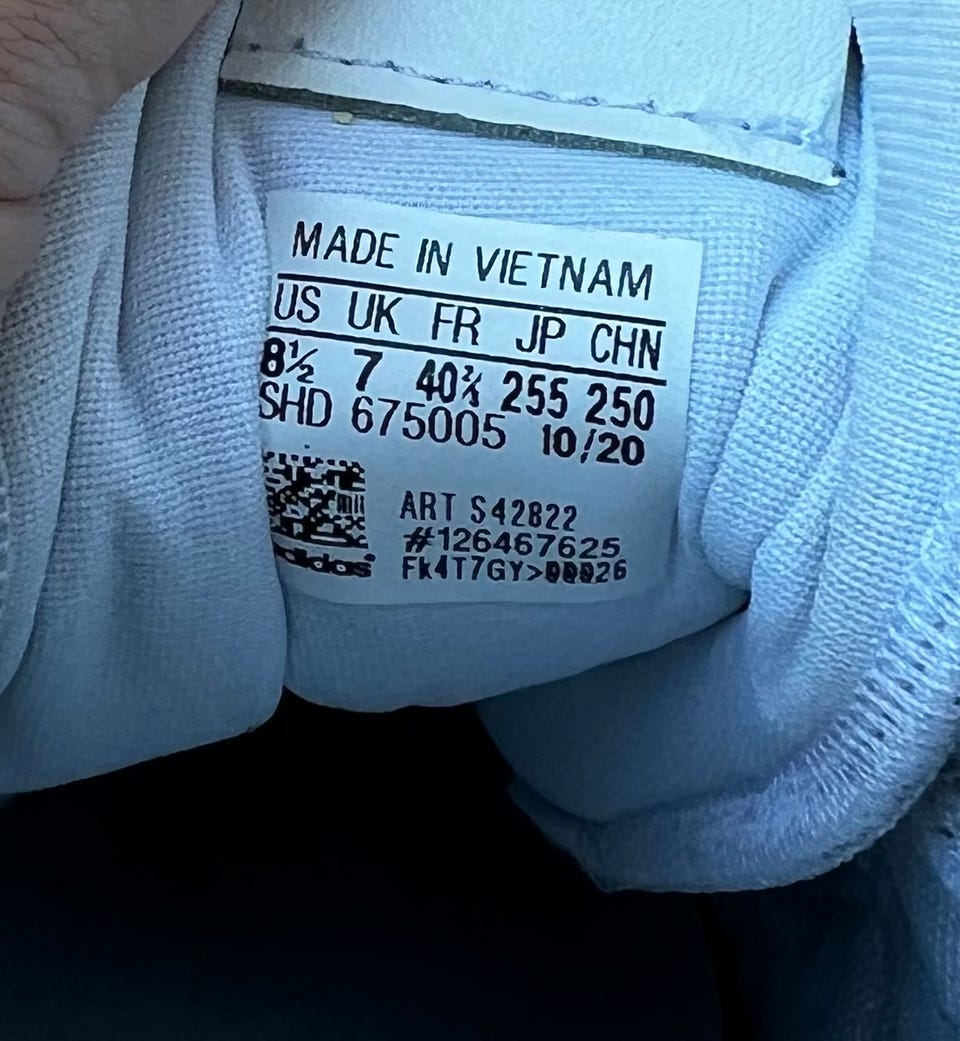 MADE IN VIETNAM
US UK FR JP CHN
8½ 7 40⅔ 255 250
SHD 675005 10/20
ART S42822
#126467625
adidas